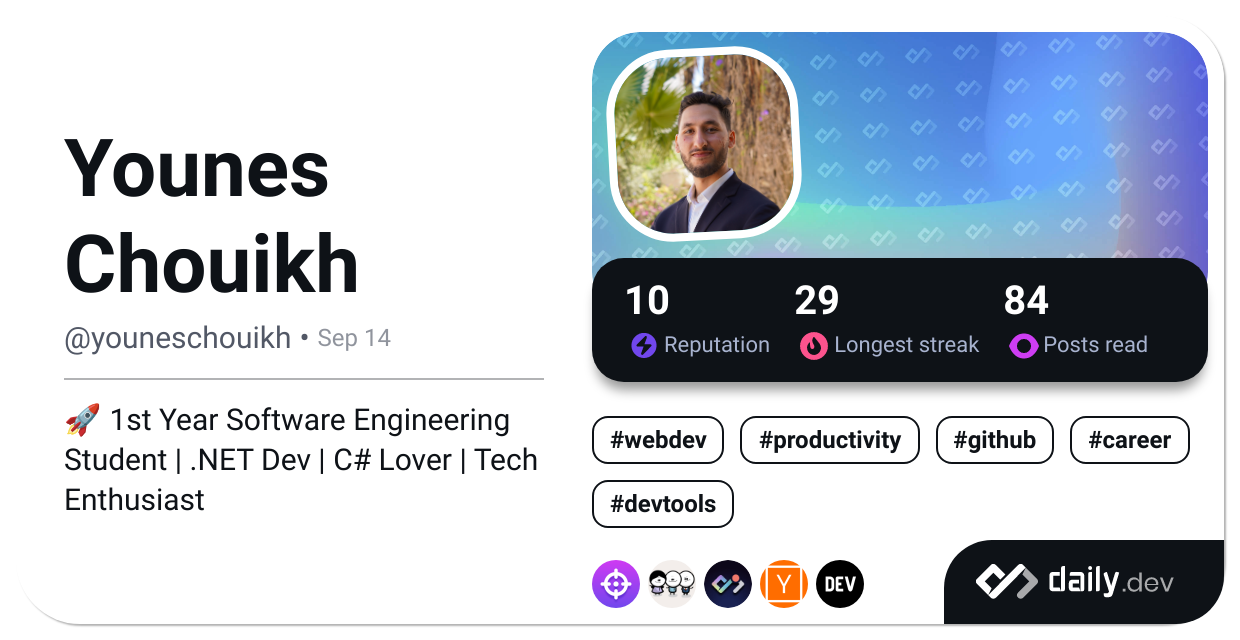 Younes
Chouikh
@youneschouikh • Sep 14
🚀 1st Year Software Engineering
Student | .NET Dev | C# Lover | Tech
Enthusiast
10 29 84
Reputation Longest streak Posts read
#webdev #productivity #github #career
#devtools
Y DEV
daily.dev